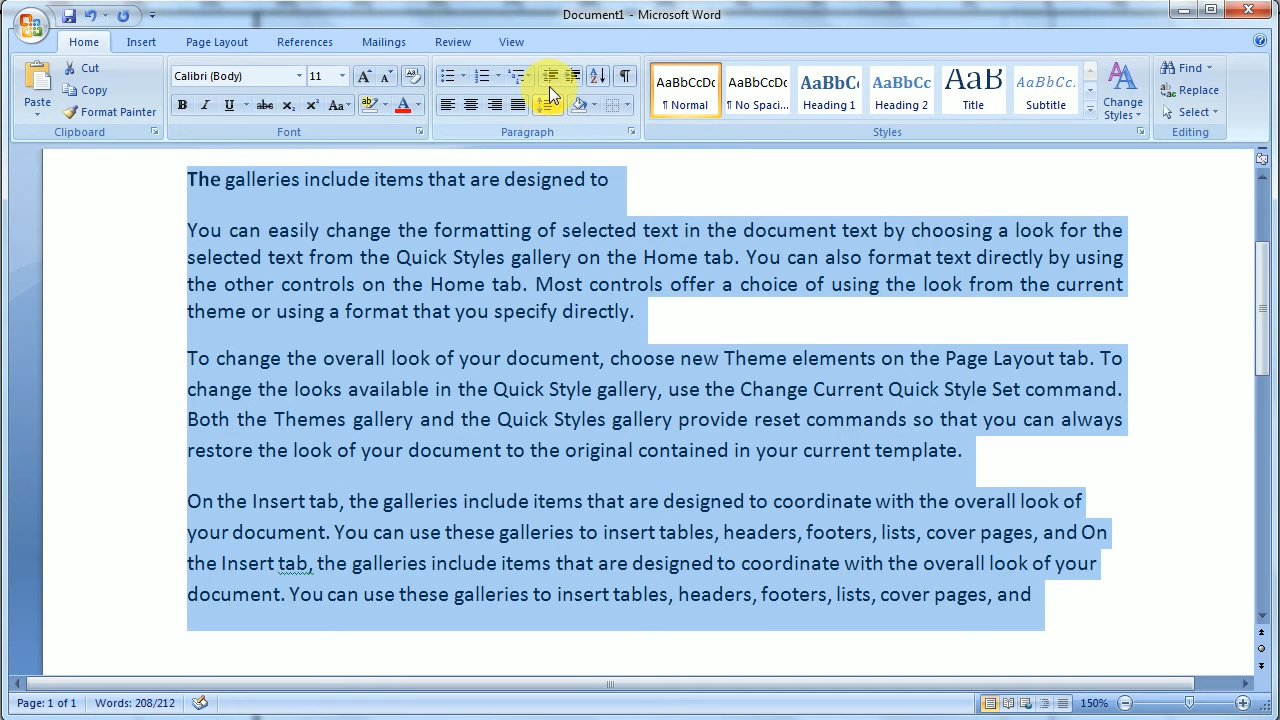 Document1 - Microsoft Word
Home Insert Page Layout References Mailings Review View
Paste
Cut
Copy
Format Painter
Clipboard
Calibri (Body) 11
B I U abc x₂ x² Aa A
Font
Paragraph
AaBbCcDc AaBbCcDc AaBbC AaBbCc AaB AaBbCc.
¶ Normal ¶ No Spaci... Heading 1 Heading 2 Title Subtitle
Change
Styles
Styles
Find
Replace
Select
Editing
The galleries include items that are designed to
You can easily change the formatting of selected text in the document text by choosing a look for the
selected text from the Quick Styles gallery on the Home tab. You can also format text directly by using
the other controls on the Home tab. Most controls offer a choice of using the look from the current
theme or using a format that you specify directly.
To change the overall look of your document, choose new Theme elements on the Page Layout tab. To
change the looks available in the Quick Style gallery, use the Change Current Quick Style Set command.
Both the Themes gallery and the Quick Styles gallery provide reset commands so that you can always
restore the look of your document to the original contained in your current template.
On the Insert tab, the galleries include items that are designed to coordinate with the overall look of
your document. You can use these galleries to insert tables, headers, footers, lists, cover pages, and On
the Insert tab, the galleries include items that are designed to coordinate with the overall look of your
document. You can use these galleries to insert tables, headers, footers, lists, cover pages, and
Page: 1 of 1 Words: 208/212 150%